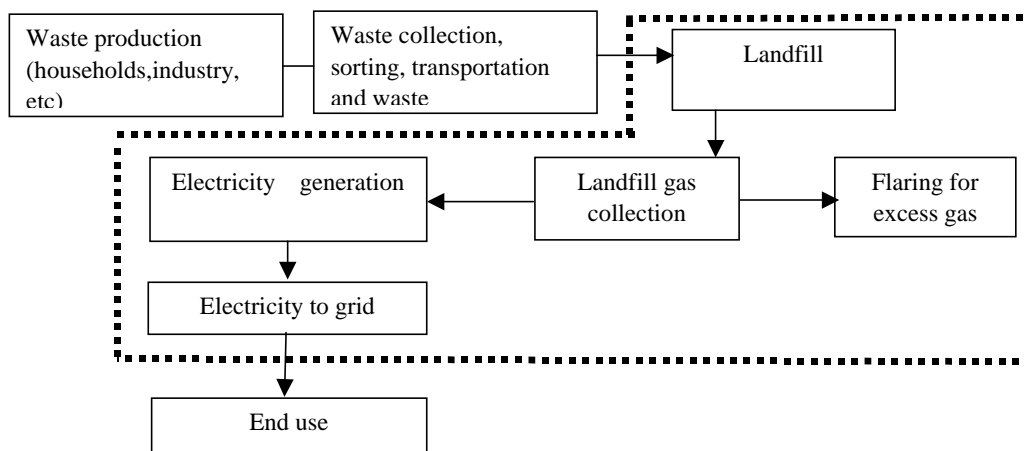 Waste production
(households,industry,
etc)
Waste collection,
sorting, transportation
and waste
Landfill
Electricity generation
Landfill gas
collection
Flaring for
excess gas
Electricity to grid
End use